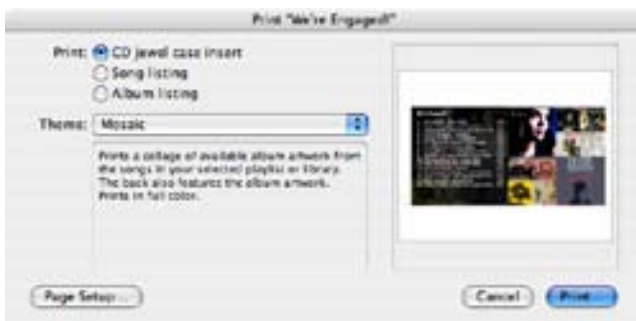 Print "We're Engaged!"
Print: CD jewel case insert
Song listing
Album listing
Theme: Mosaic
Prints a collage of available album artwork from
the songs in your selected playlist or library.
The back also features the album artwork.
Prints in full color.
Page Setup...
Cancel
Print...